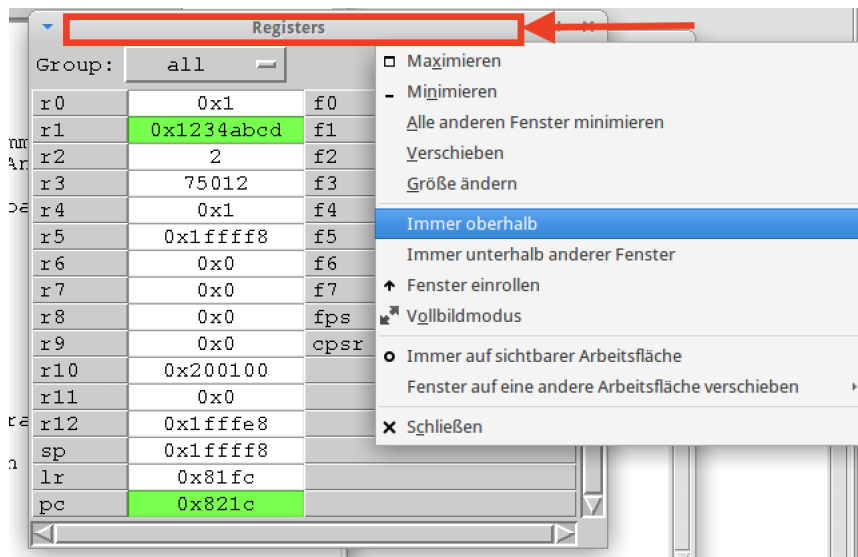 Registers
Group: all
r0 0x1 f0
r1 0x1234abcd f1
r2 2 f2
r3 75012 f3
r4 0x1 f4
r5 0x1ffff8 f5
r6 0x0 f6
r7 0x0 f7
r8 0x0 fps
r9 0x0 cpsr
r10 0x200100
r11 0x0
r12 0x1fffe8
sp 0x1ffff8
lr 0x81fc
pc 0x821c
Maximieren
Minimieren
Alle anderen Fenster minimieren
Verschieben
Größe ändern
Immer oberhalb
Immer unterhalb anderer Fenster
Fenster einrollen
Vollbildmodus
Immer auf sichtbarer Arbeitsfläche
Fenster auf eine andere Arbeitsfläche verschieben
Schließen